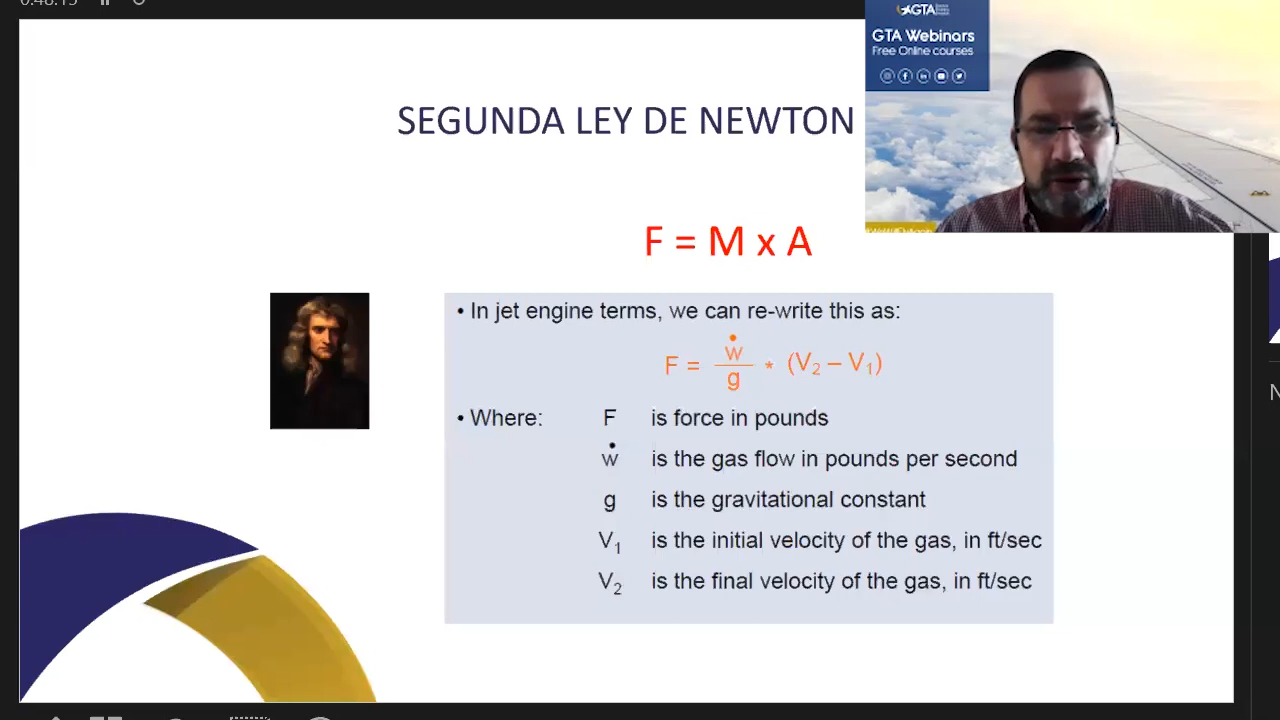 0:48:15
GTA
GTA Webinars
Free Online courses
SEGUNDA LEY DE NEWTON
F = M x A
• In jet engine terms, we can re-write this as:
F = ẇ/g * (V₂ – V₁)
• Where: F is force in pounds
ẇ is the gas flow in pounds per second
g is the gravitational constant
V₁ is the initial velocity of the gas, in ft/sec
V₂ is the final velocity of the gas, in ft/sec
N